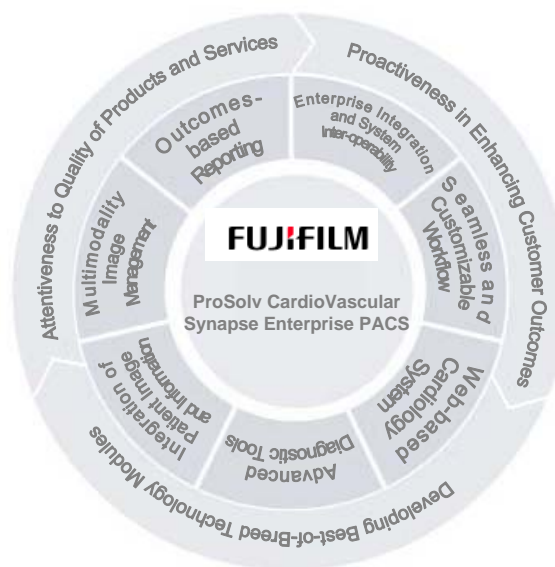 Attentiveness to Quality of Products and Services
Proactiveness in Enhancing Customer Outcomes
Developing Best-of-Breed Technology Modules
Outcomes-
based
Reporting
Enterprise Integration
and System
Inter-operability
Seamless and
Customizable
Workflow
Web-based
Cardiology
System
Advanced
Diagnostic Tools
Integration of
Patient Image
and Information
Multimodality
Image
Management
FUJIFILM
ProSolv CardioVascular
Synapse Enterprise PACS